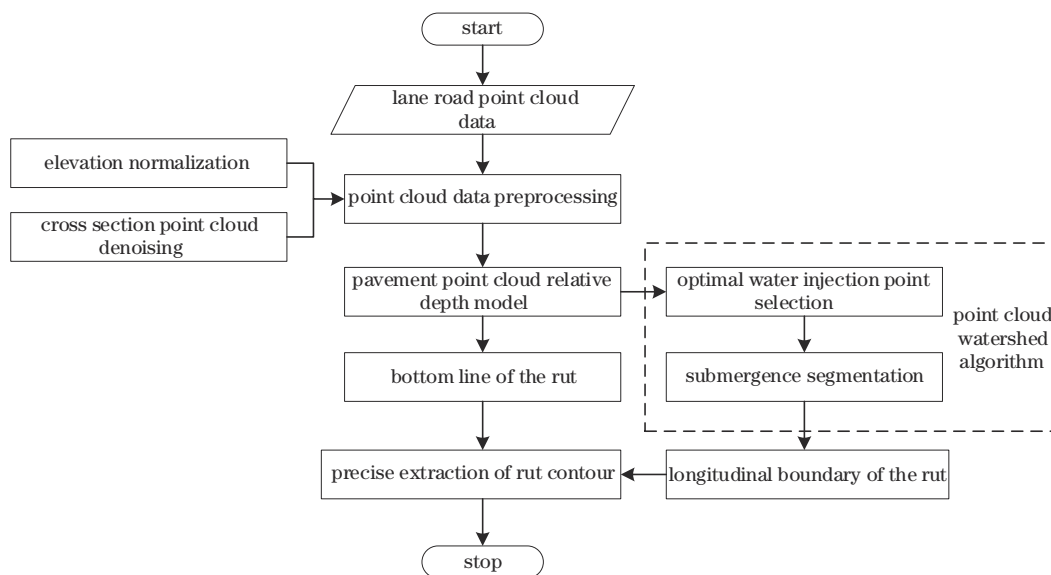 start
lane road point cloud
data
elevation normalization
point cloud data preprocessing
cross section point cloud
denoising
pavement point cloud relative
depth model
optimal water injection point
selection
point cloud
watershed
algorithm
bottom line of the rut
submergence segmentation
precise extraction of rut contour
longitudinal boundary of the rut
stop